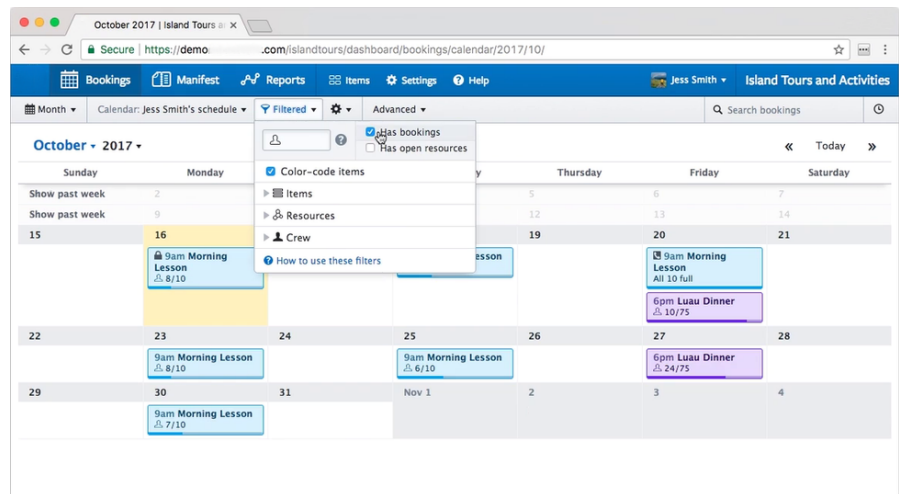 October 2017 | Island Tours a
Secure https://demo .com/islandtours/dashboard/bookings/calendar/2017/10/
Bookings Manifest Reports Items Settings Help Jess Smith Island Tours and Activities
Month Calendar: Jess Smith's schedule Filtered Advanced Search bookings
Has bookings
Has open resources
October 2017 Today
Color-code items
Sunday Monday y Thursday Friday Saturday
Show past week 2 Items 5 6 7
Show past week 9 Resources 12 13 14
15 16 Crew 19 20 21
How to use these filters
9am Morning Lesson
8/10
esson
9am Morning Lesson
All 10 full
6pm Luau Dinner
10/75
22 23 24 25 26 27 28
9am Morning Lesson 9am Morning Lesson 6pm Luau Dinner
8/10 6/10 24/75
29 30 31 Nov 1 2 3 4
9am Morning Lesson
7/10